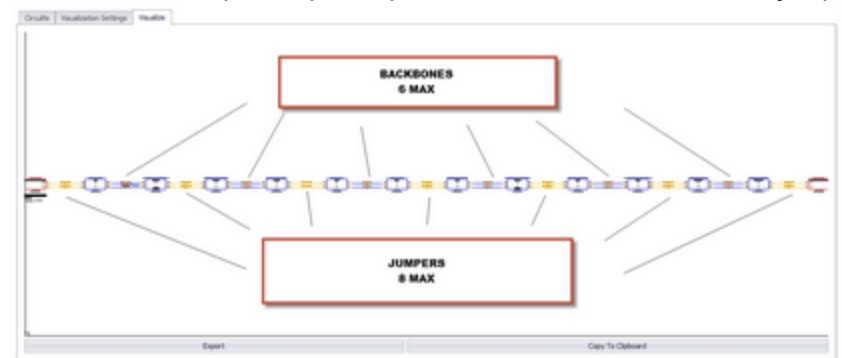 Circuits Visualization Settings Visualize
BACKBONES
6 MAX
JUMPERS
8 MAX
Export Copy To Clipboard